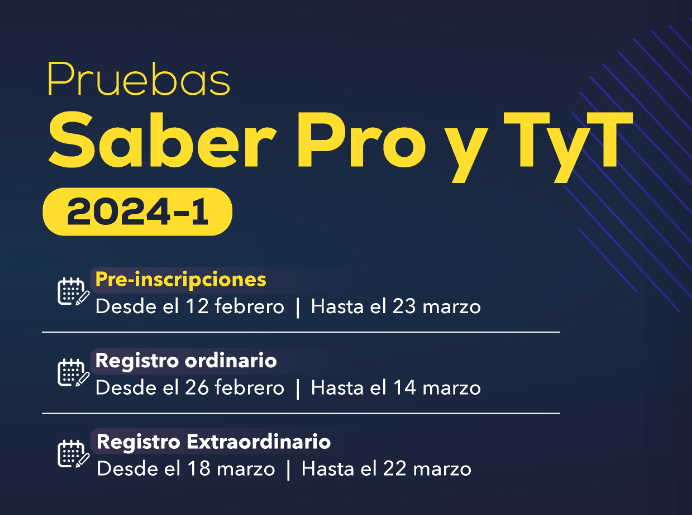 Pruebas
Saber Pro y TyT
2024-1
Pre-inscripciones
Desde el 12 febrero | Hasta el 23 marzo
Registro ordinario
Desde el 26 febrero | Hasta el 14 marzo
Registro Extraordinario
Desde el 18 marzo | Hasta el 22 marzo